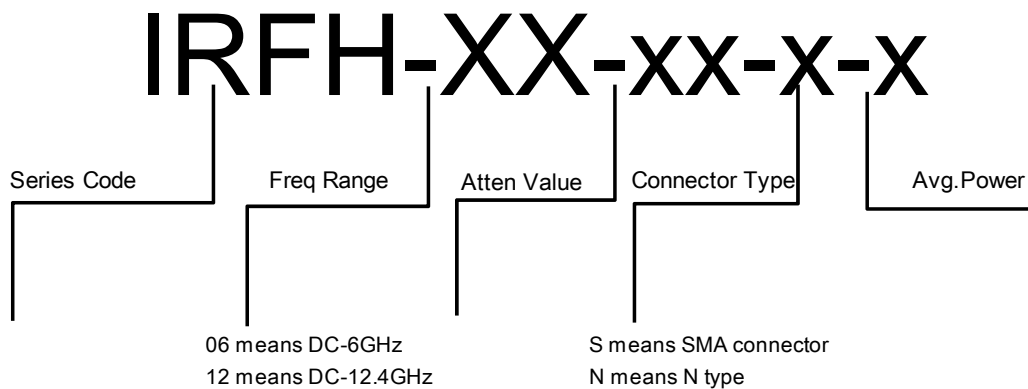 IRFH-XX-xx-x-x
Series Code Freq Range Atten Value Connector Type Avg.Power
06 means DC-6GHz S means SMA connector
12 means DC-12.4GHz N means N type